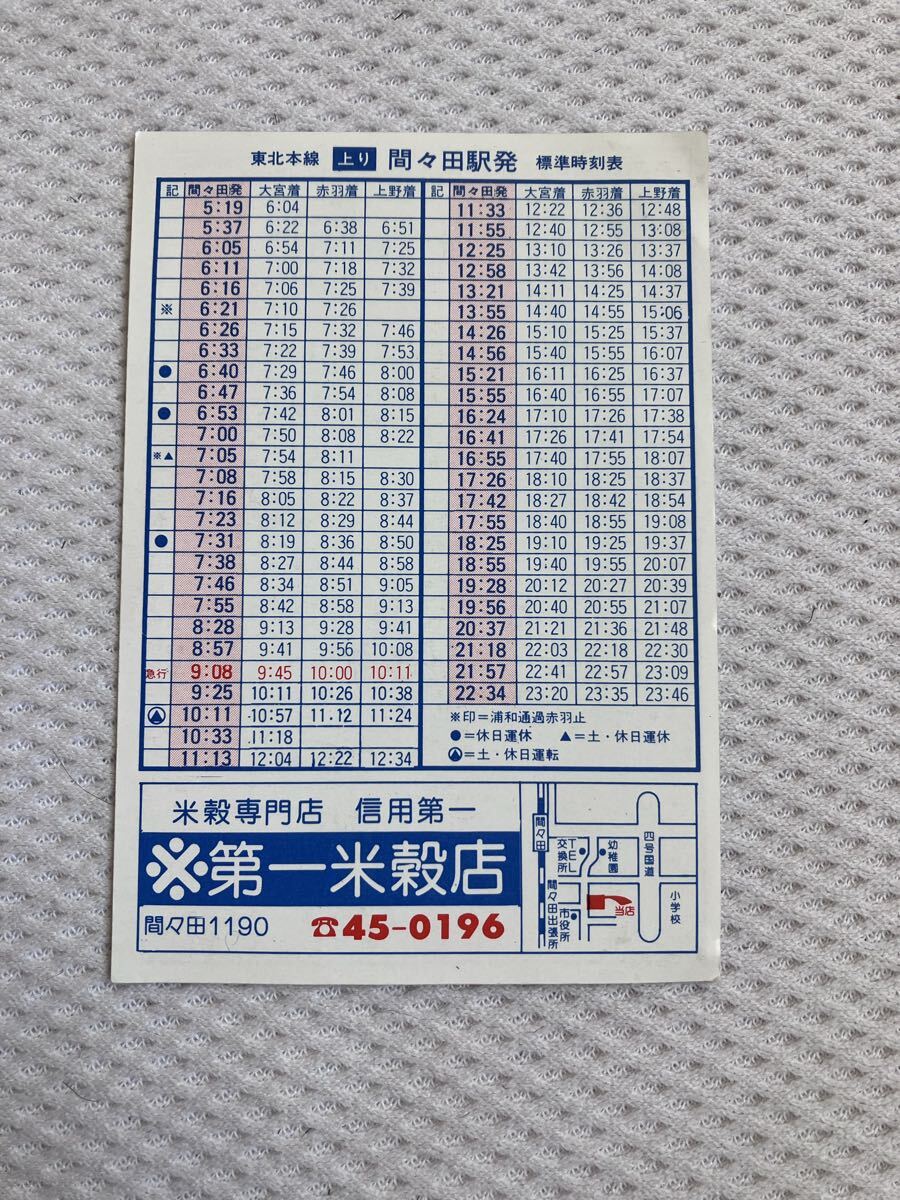 東北本線 上り 間々田駅発 標準時刻表
記 間々田発 大宮着 赤羽着 上野着
5:19 6:04
5:37 6:22 6:38 6:51
6:05 6:54 7:11 7:25
6:11 7:00 7:18 7:32
6:16 7:06 7:25 7:39
※ 6:21 7:10 7:26
6:26 7:15 7:32 7:46
6:33 7:22 7:39 7:53
● 6:40 7:29 7:46 8:00
6:47 7:36 7:54 8:08
● 6:53 7:42 8:01 8:15
7:00 7:50 8:08 8:22
※▲ 7:05 7:54 8:11
7:08 7:58 8:15 8:30
7:16 8:05 8:22 8:37
7:23 8:12 8:29 8:44
● 7:31 8:19 8:36 8:50
7:38 8:27 8:44 8:58
7:46 8:34 8:51 9:05
7:55 8:42 8:58 9:13
8:28 9:13 9:28 9:41
8:57 9:41 9:56 10:08
急行 9:08 9:45 10:00 10:11
9:25 10:11 10:26 10:38
10:11 10:57 11.12 11:24
10:33 11:18
11:13 12:04 12:22 12:34
記 間々田発 大宮着 赤羽着 上野着
11:33 12:22 12:36 12:48
11:55 12:40 12:55 13:08
12:25 13:10 13:26 13:37
12:58 13:42 13:56 14:08
13:21 14:11 14:25 14:37
13:55 14:40 14:55 15:06
14:26 15:10 15:25 15:37
14:56 15:40 15:55 16:07
15:21 16:11 16:25 16:37
15:55 16:40 16:55 17:07
16:24 17:10 17:26 17:38
16:41 17:26 17:41 17:54
16:55 17:40 17:55 18:07
17:26 18:10 18:25 18:37
17:42 18:27 18:42 18:54
17:55 18:40 18:55 19:08
18:25 19:10 19:25 19:37
18:55 19:40 19:55 20:07
19:28 20:12 20:27 20:39
19:56 20:40 20:55 21:07
20:37 21:21 21:36 21:48
21:18 22:03 22:18 22:30
21:57 22:41 22:57 23:09
22:34 23:20 23:35 23:46
※印=浦和通過赤羽止
●=休日運休 ▲=土・休日運休
=土・休日運転
米穀専門店 信用第一
※第一米穀店
間々田1190 ☎45-0196
間々田
TEL交換所
幼稚園
四号国道
間々田出張所
市役所
当店
小学校